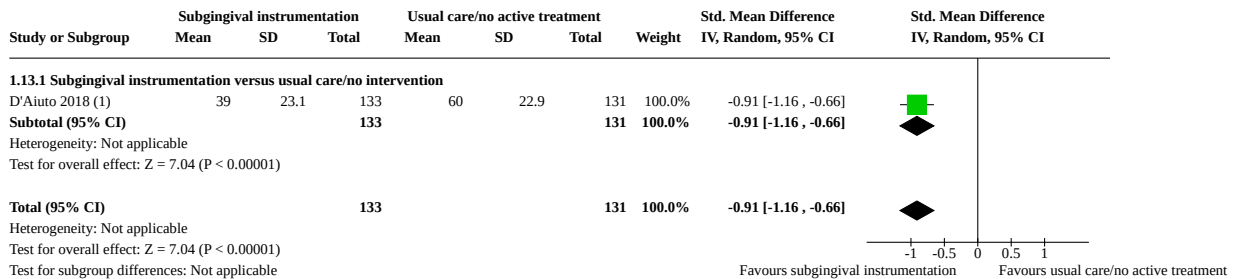 Subgingival instrumentation Usual care/no active treatment Std. Mean Difference Std. Mean Difference
Study or Subgroup Mean SD Total Mean SD Total Weight IV, Random, 95% CI IV, Random, 95% CI
1.13.1 Subgingival instrumentation versus usual care/no intervention
D'Aiuto 2018 (1) 39 23.1 133 60 22.9 131 100.0% -0.91 [-1.16 , -0.66]
Subtotal (95% CI) 133 131 100.0% -0.91 [-1.16 , -0.66]
Heterogeneity: Not applicable
Test for overall effect: Z = 7.04 (P < 0.00001)
Total (95% CI) 133 131 100.0% -0.91 [-1.16 , -0.66]
Heterogeneity: Not applicable
Test for overall effect: Z = 7.04 (P < 0.00001)
-1 -0.5 0 0.5 1
Test for subgroup differences: Not applicable Favours subgingival instrumentation Favours usual care/no active treatment